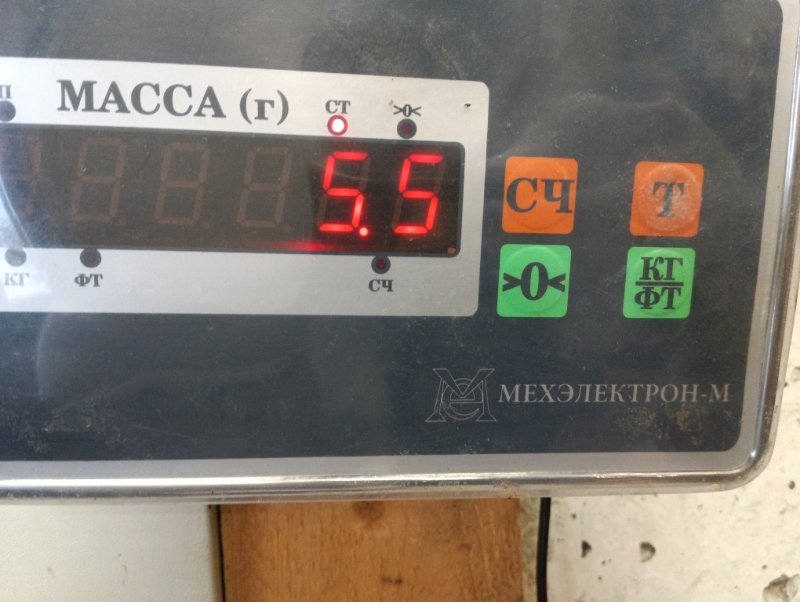 П
МАССА (г)
СТ
>0<
5.5
КГ
ФТ
СЧ
СЧ
Т
>0<
КГ
ФТ
МЕХЭЛЕКТРОН-М